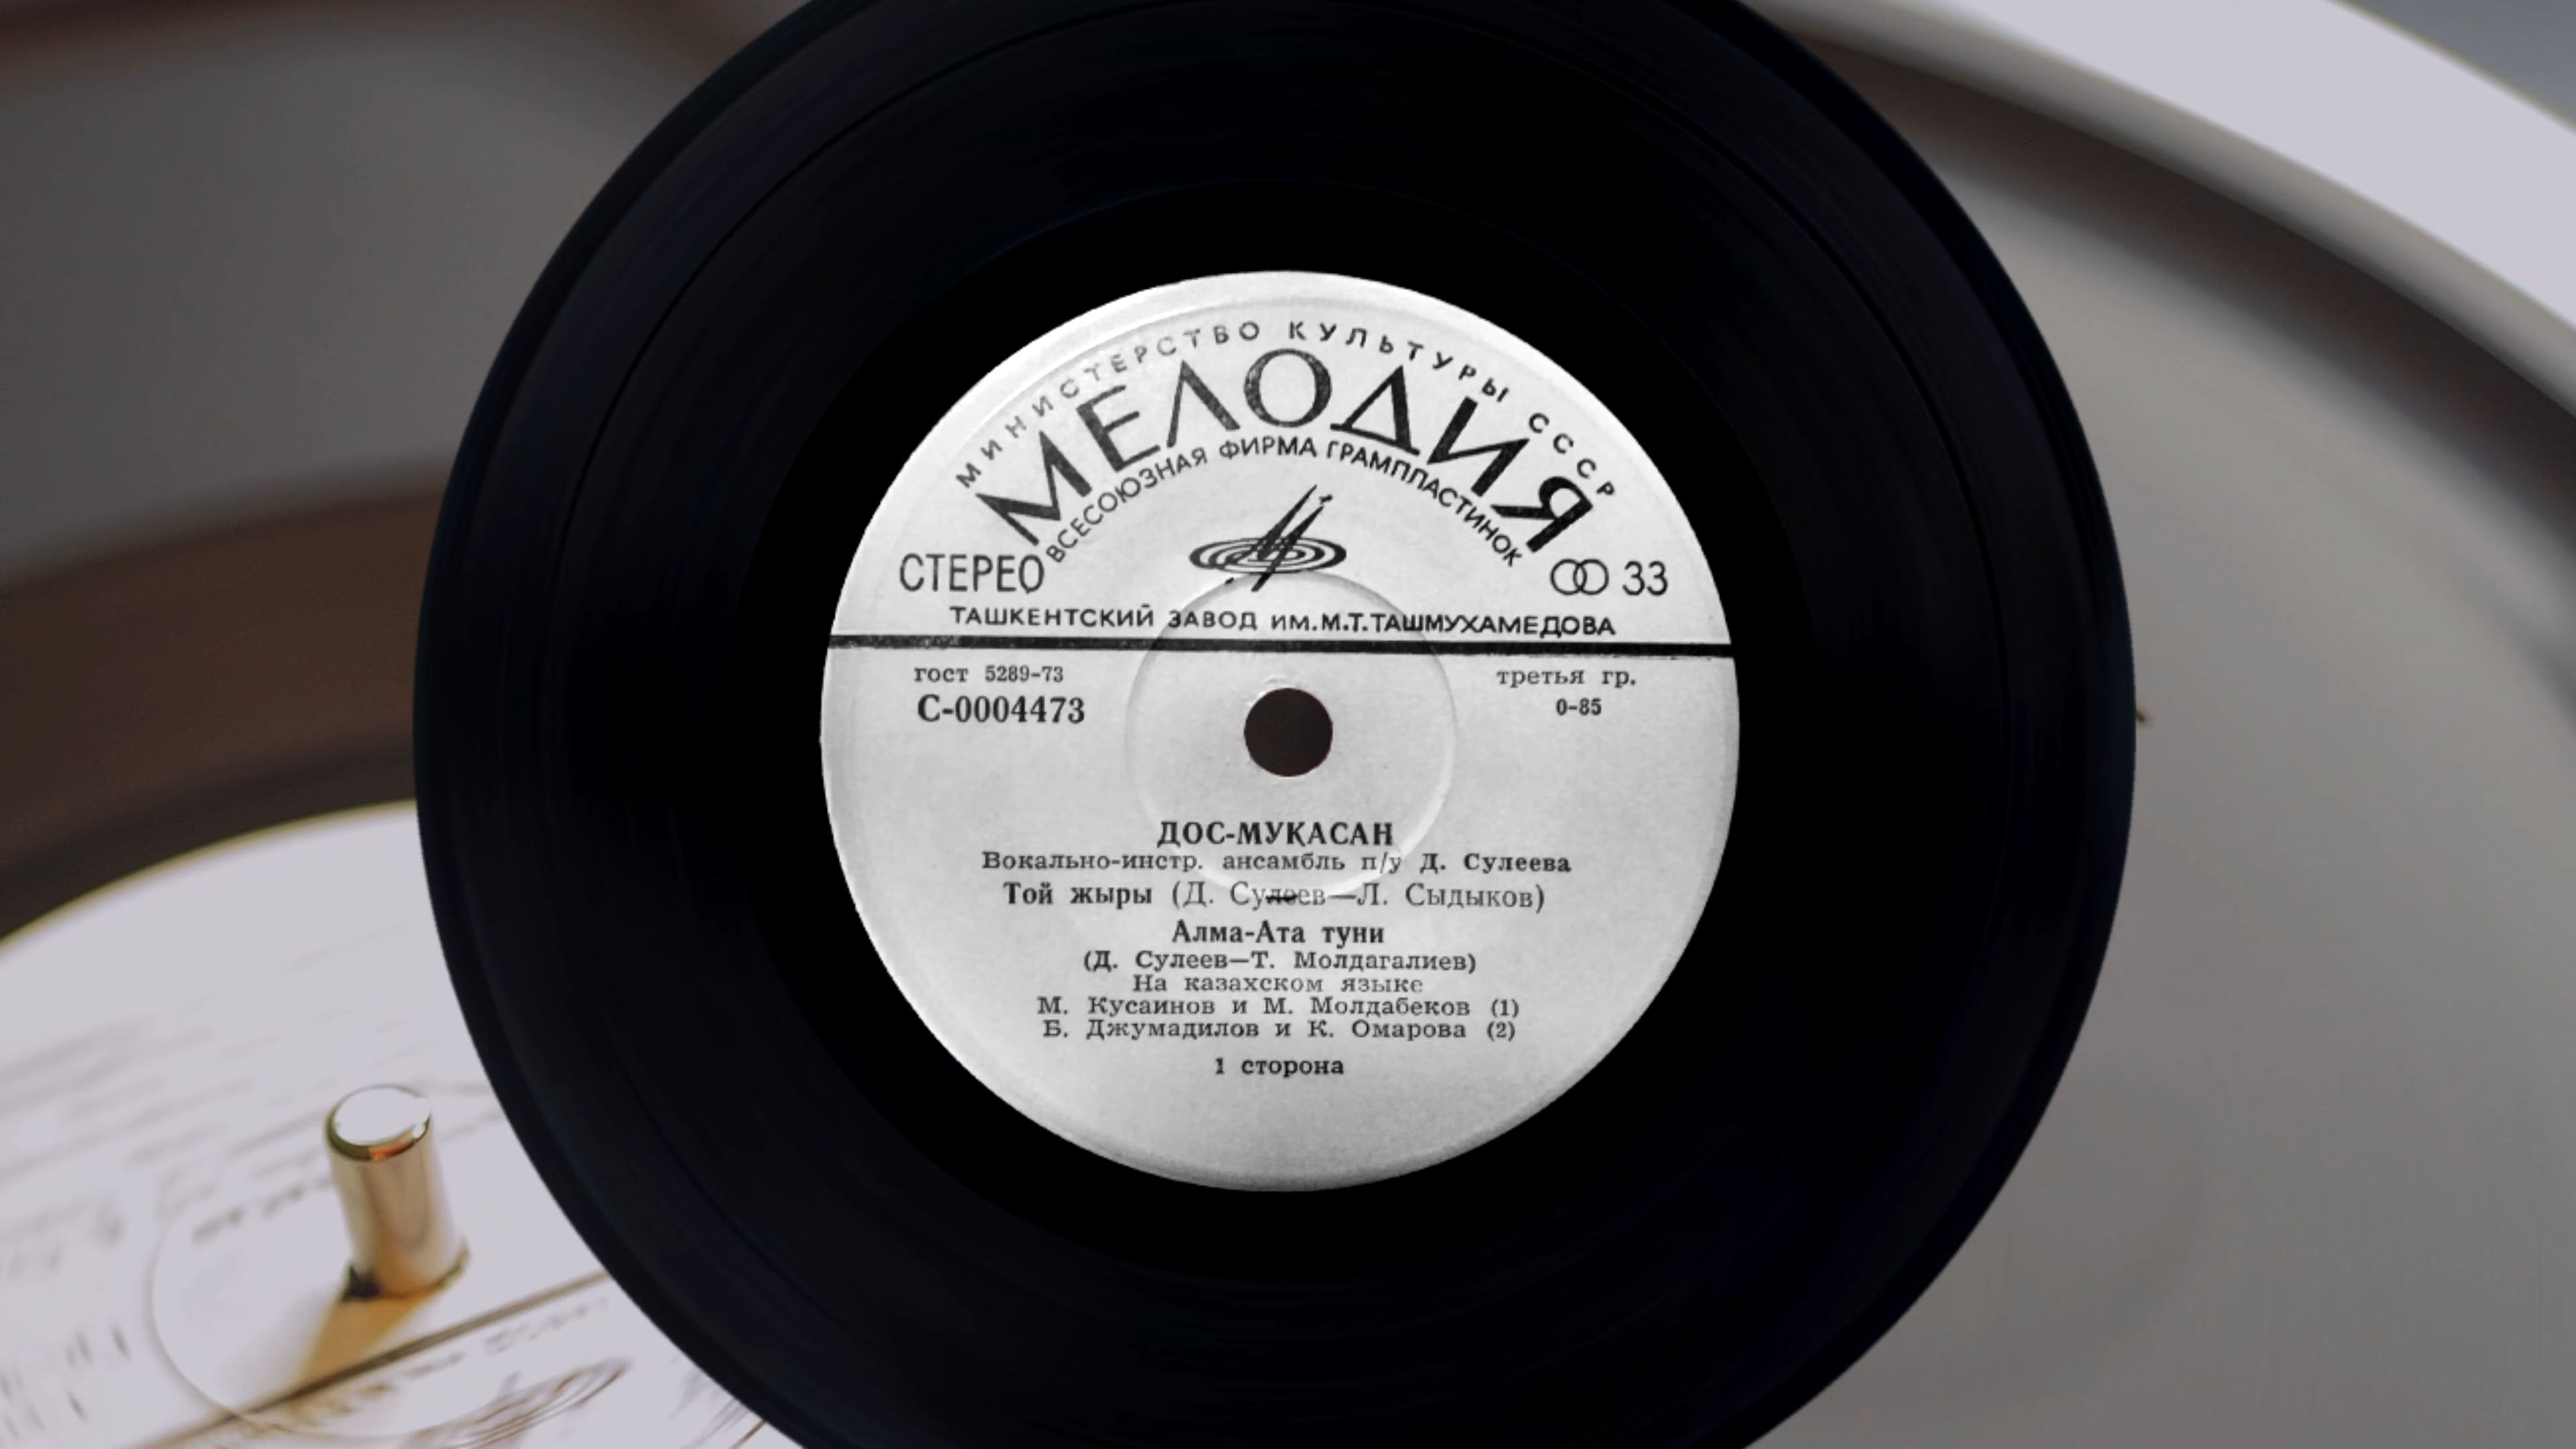 МИНИСТЕРСТВО КУЛЬТУРЫ СССР
МЕЛОДИЯ
ВСЕСОЮЗНАЯ ФИРМА ГРАМПЛАСТИНОК
СТЕРЕО 33
ТАШКЕНТСКИЙ ЗАВОД ИМ.М.Т.ТАШМУХАМЕДОВА
гост 5289-73 третья гр.
С-0004473 0-85
ДОС-МУҚАСАН
Вокально-инстр. ансамбль п/у Д. Сулеева
Той жыры (Д. Сулеев—Л. Сыдыков)
Алма-Ата туни
(Д. Сулеев—Т. Молдагалиев)
На казахском языке
М. Кусаинов и М. Молдабеков (1)
Б. Джумадилов и К. Омарова (2)
1 сторона